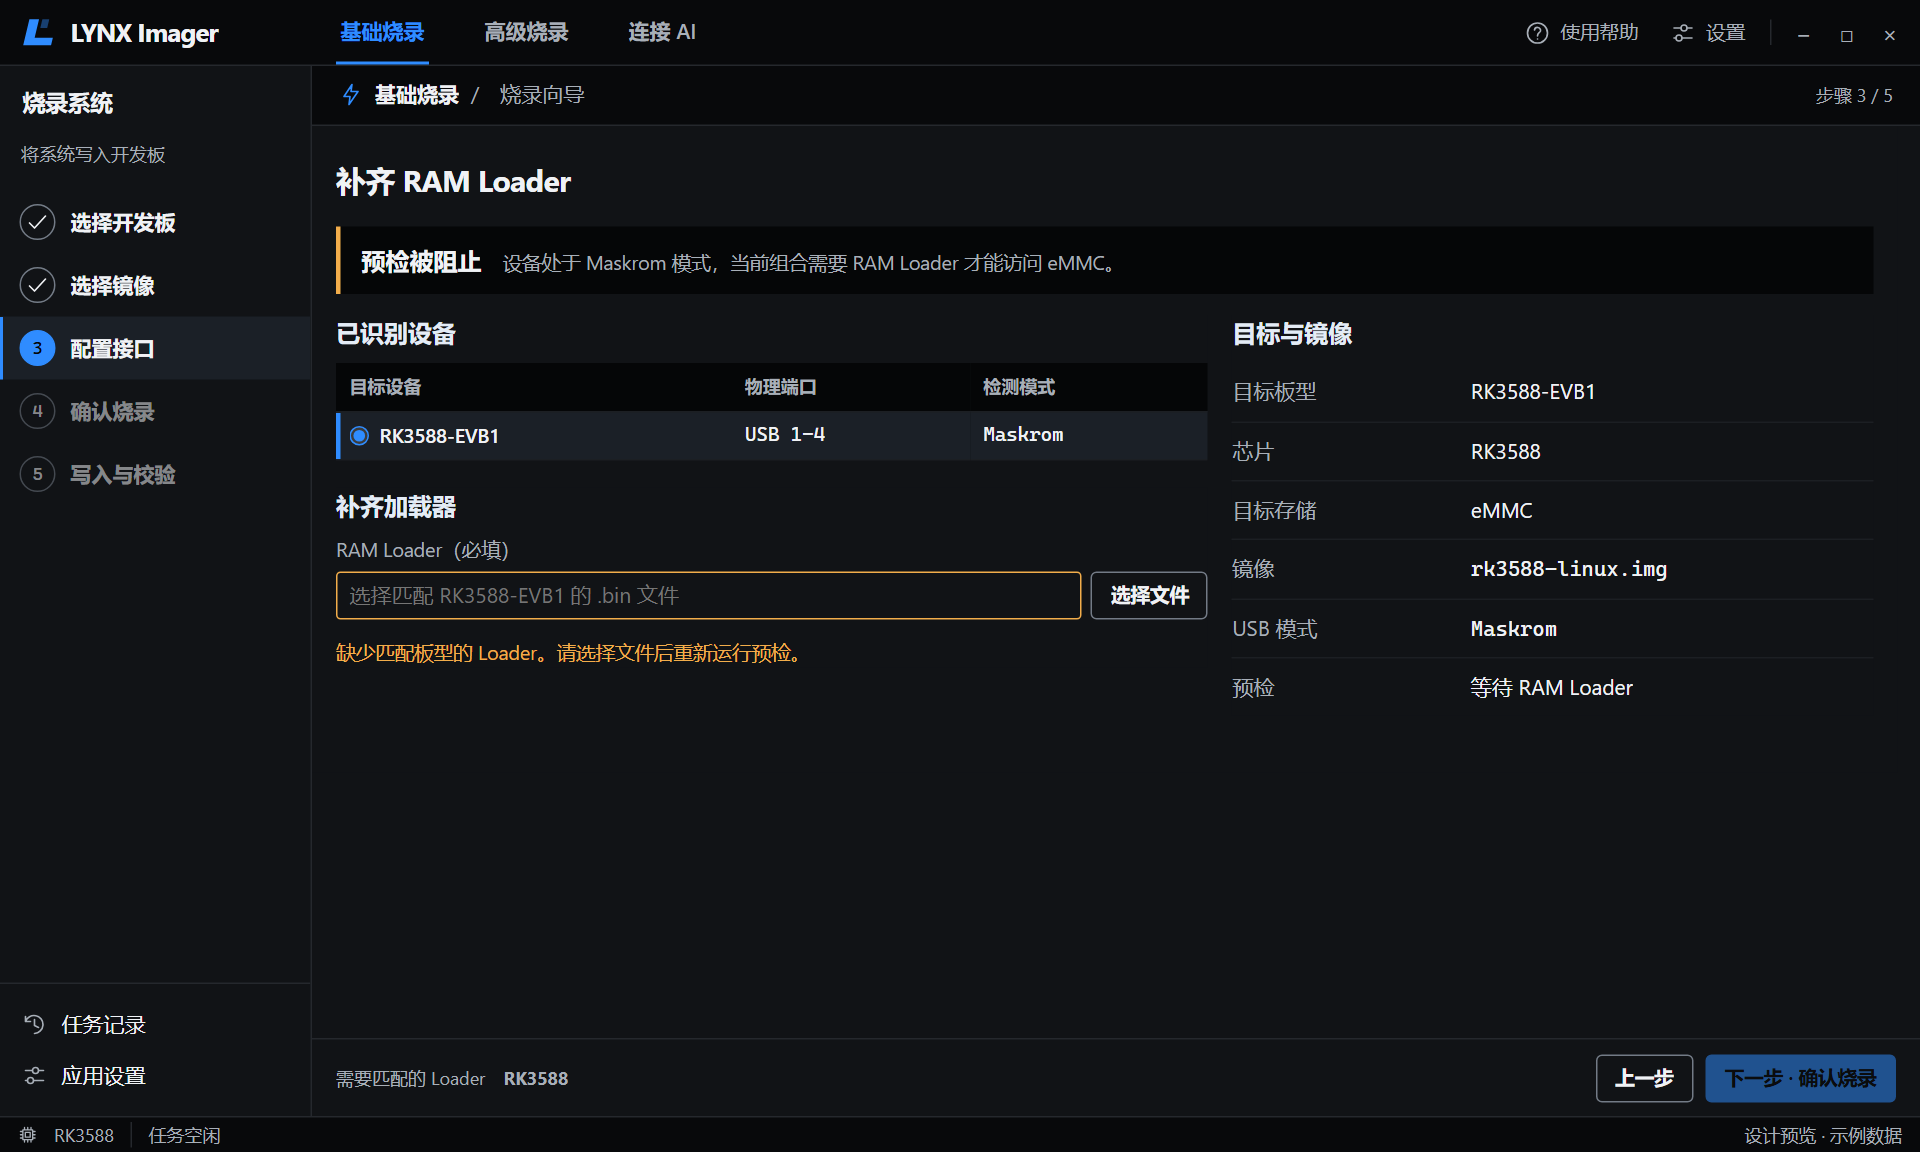 LYNX Imager
基础烧录
高级烧录
连接 AI
使用帮助
设置
烧录系统
将系统写入开发板
选择开发板
选择镜像
3 配置接口
4 确认烧录
5 写入与校验
任务记录
应用设置
基础烧录 / 烧录向导
步骤 3 / 5
补齐 RAM Loader
预检被阻止 设备处于 Maskrom 模式，当前组合需要 RAM Loader 才能访问 eMMC。
已识别设备
目标设备 物理端口 检测模式
RK3588-EVB1 USB 1-4 Maskrom
补齐加载器
RAM Loader（必填）
选择匹配 RK3588-EVB1 的 .bin 文件
选择文件
缺少匹配板型的 Loader。请选择文件后重新运行预检。
目标与镜像
目标板型 RK3588-EVB1
芯片 RK3588
目标存储 eMMC
镜像 rk3588-linux.img
USB 模式 Maskrom
预检 等待 RAM Loader
需要匹配的 Loader RK3588
上一步
下一步 · 确认烧录
RK3588
任务空闲
设计预览 · 示例数据